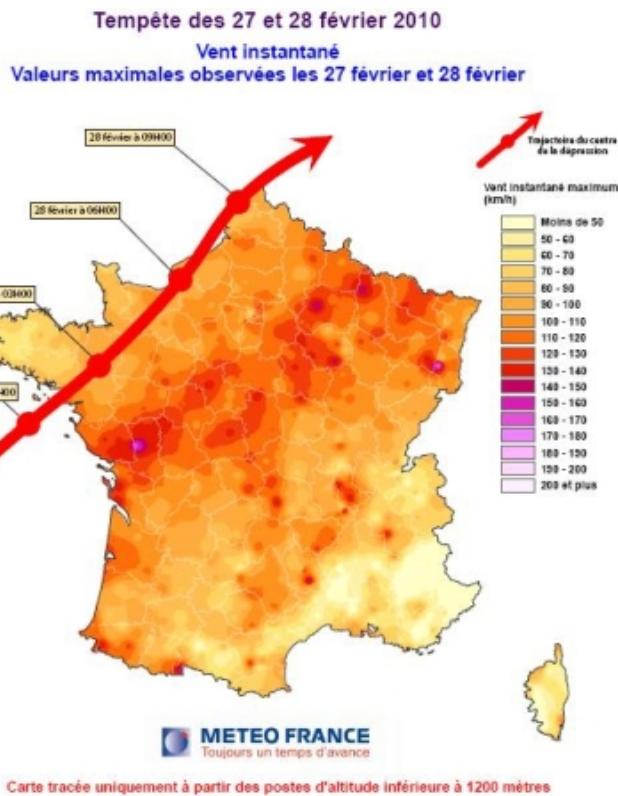 Tempête des 27 et 28 février 2010
Vent instantané
Valeurs maximales observées les 27 février et 28 février
28 février à 09H00
Trajectoire du centre
de la dépression
Vent instantané maximum
(km/h)
28 février à 06H00
Moins de 50
50 - 60
60 - 70
70 - 80
80 - 90
90 - 100
100 - 110
110 - 120
120 - 130
130 - 140
140 - 150
150 - 160
160 - 170
170 - 180
180 - 190
190 - 200
200 et plus
03H00
H00
METEO FRANCE
Toujours un temps d'avance
Carte tracée uniquement à partir des postes d'altitude inférieure à 1200 mètres